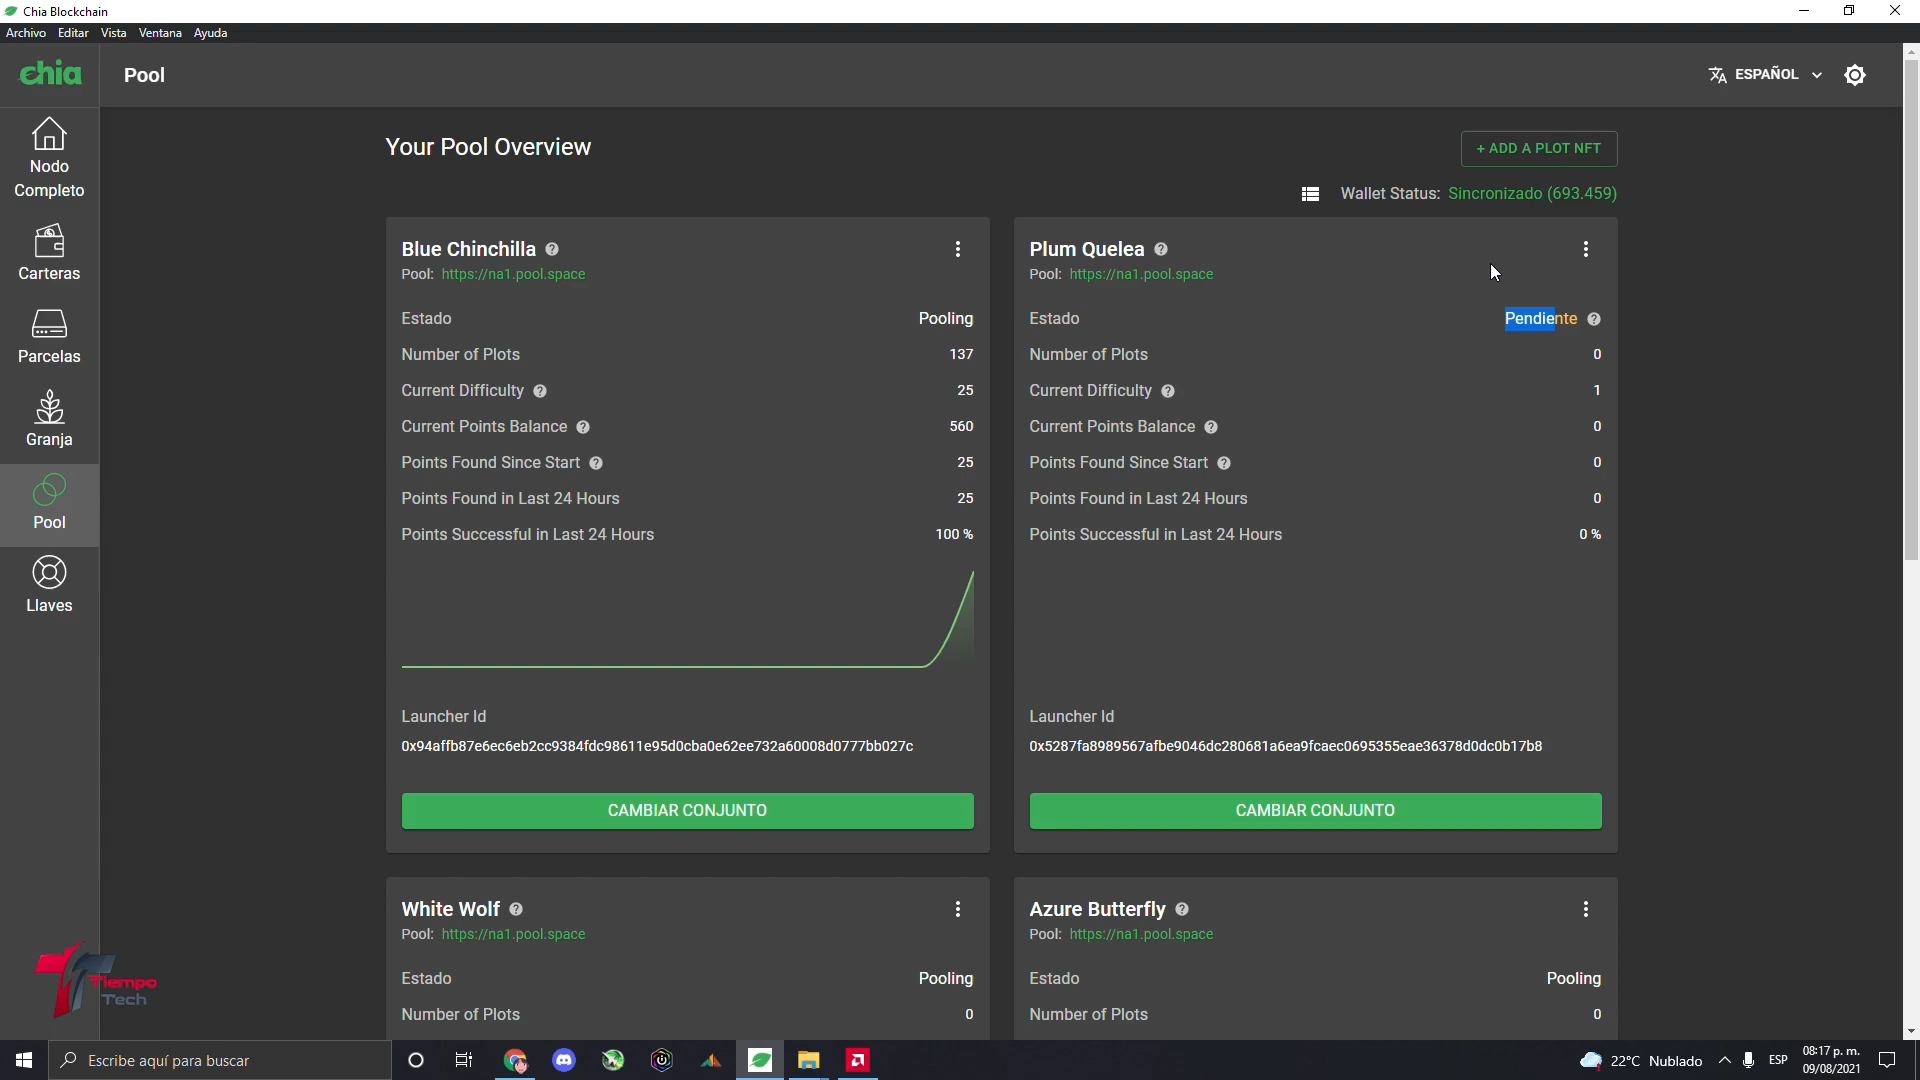 Chia Blockchain
Archivo Editar Vista Ventana Ayuda
chia
Pool
ESPAÑOL
Nodo
Completo
Carteras
Parcelas
Granja
Pool
Llaves
Your Pool Overview
+ ADD A PLOT NFT
Wallet Status: Sincronizado (693.459)
Blue Chinchilla
Pool: https://na1.pool.space
Estado Pooling
Number of Plots 137
Current Difficulty 25
Current Points Balance 560
Points Found Since Start 25
Points Found in Last 24 Hours 25
Points Successful in Last 24 Hours 100 %
Launcher Id
0x94affb87e6ec6eb2cc9384fdc98611e95d0cba0e62ee732a60008d0777bb027c
CAMBIAR CONJUNTO
Plum Quelea
Pool: https://na1.pool.space
Estado Pendiente
Number of Plots 0
Current Difficulty 1
Current Points Balance 0
Points Found Since Start 0
Points Found in Last 24 Hours 0
Points Successful in Last 24 Hours 0 %
Launcher Id
0x5287fa8989567afbe9046dc280681a6ea9fcaec0695355eae36378d0dc0b17b8
CAMBIAR CONJUNTO
White Wolf
Pool: https://na1.pool.space
Estado Pooling
Number of Plots 0
Azure Butterfly
Pool: https://na1.pool.space
Estado Pooling
Number of Plots 0
Tiempo
Tech
Escribe aquí para buscar
22°C Nublado
ESP
08:17 p. m.
09/08/2021